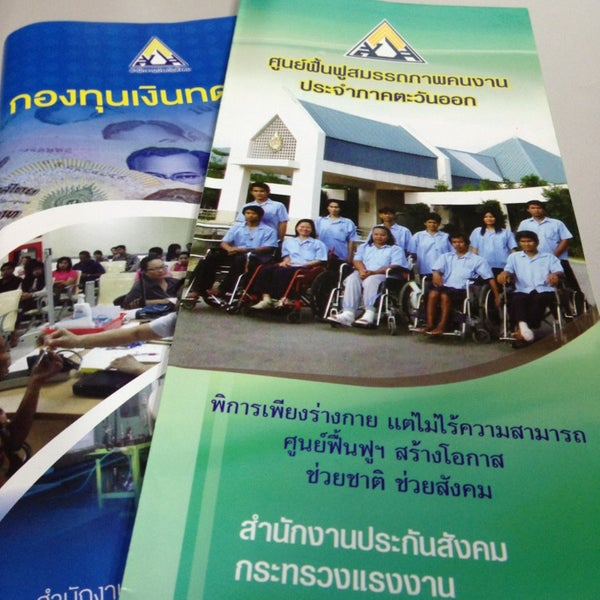 กองทุนเงินทด
สำนักงาน
ศูนย์ฟื้นฟูสมรรถภาพคนงาน
ประจำภาคตะวันออก
พิการเพียงร่างกาย แต่ไม่ไร้ความสามารถ
ศูนย์ฟื้นฟูฯ สร้างโอกาส
ช่วยชาติ ช่วยสังคม
สำนักงานประกันสังคม
กระทรวงแรงงาน